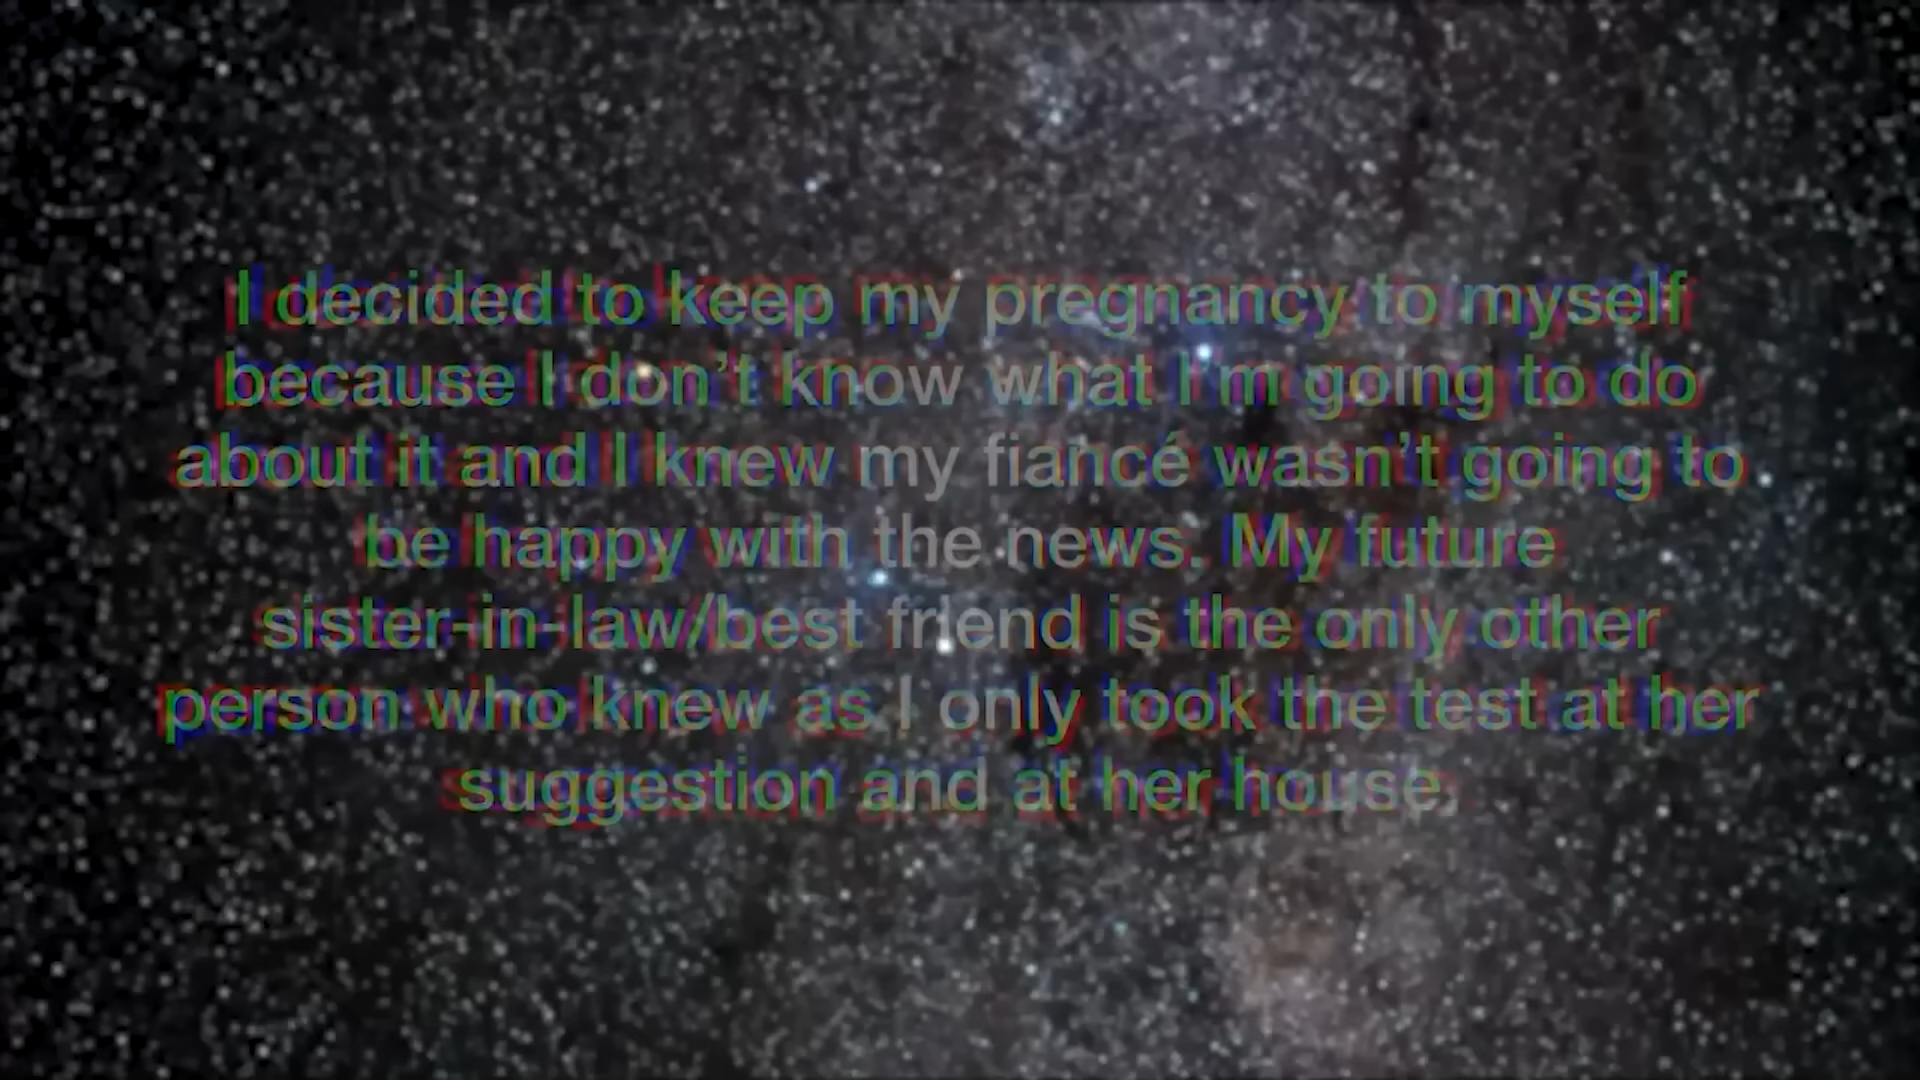 I decided to keep my pregnancy to myself
because I don't know what I'm going to do
about it and I knew my fiancé wasn't going to
be happy with the news. My future
sister-in-law/best friend is the only other
person who knew as I only took the test at her
suggestion and at her house.